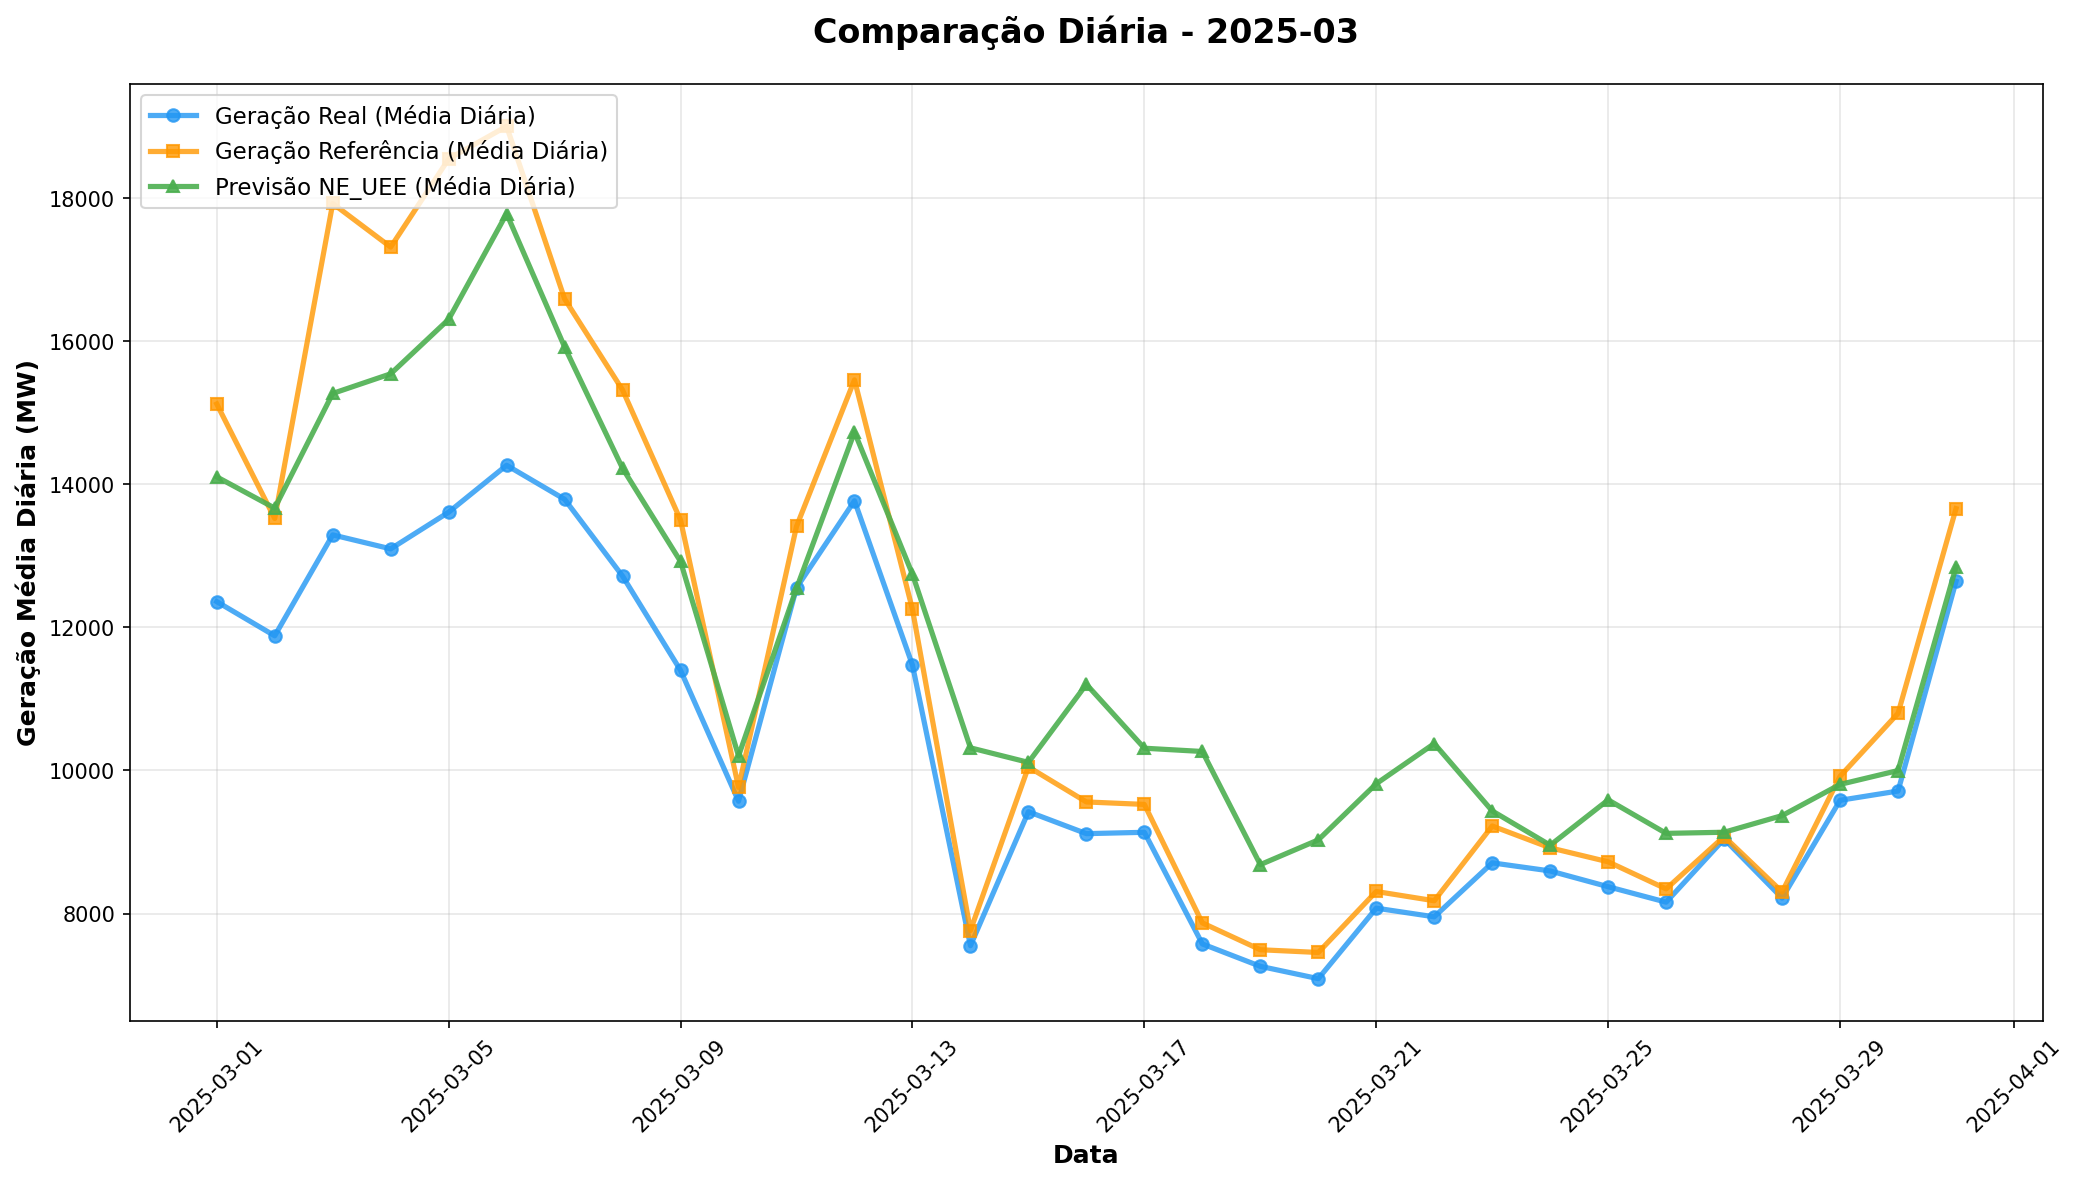 Comparação Diária - 2025-03
Geração Real (Média Diária)
Geração Referência (Média Diária)
Previsão NE_UEE (Média Diária)
Geração Média Diária (MW)
18000
16000
14000
12000
10000
8000
2025-03-01
2025-03-05
2025-03-09
2025-03-13
2025-03-17
2025-03-21
2025-03-25
2025-03-29
2025-04-01
Data